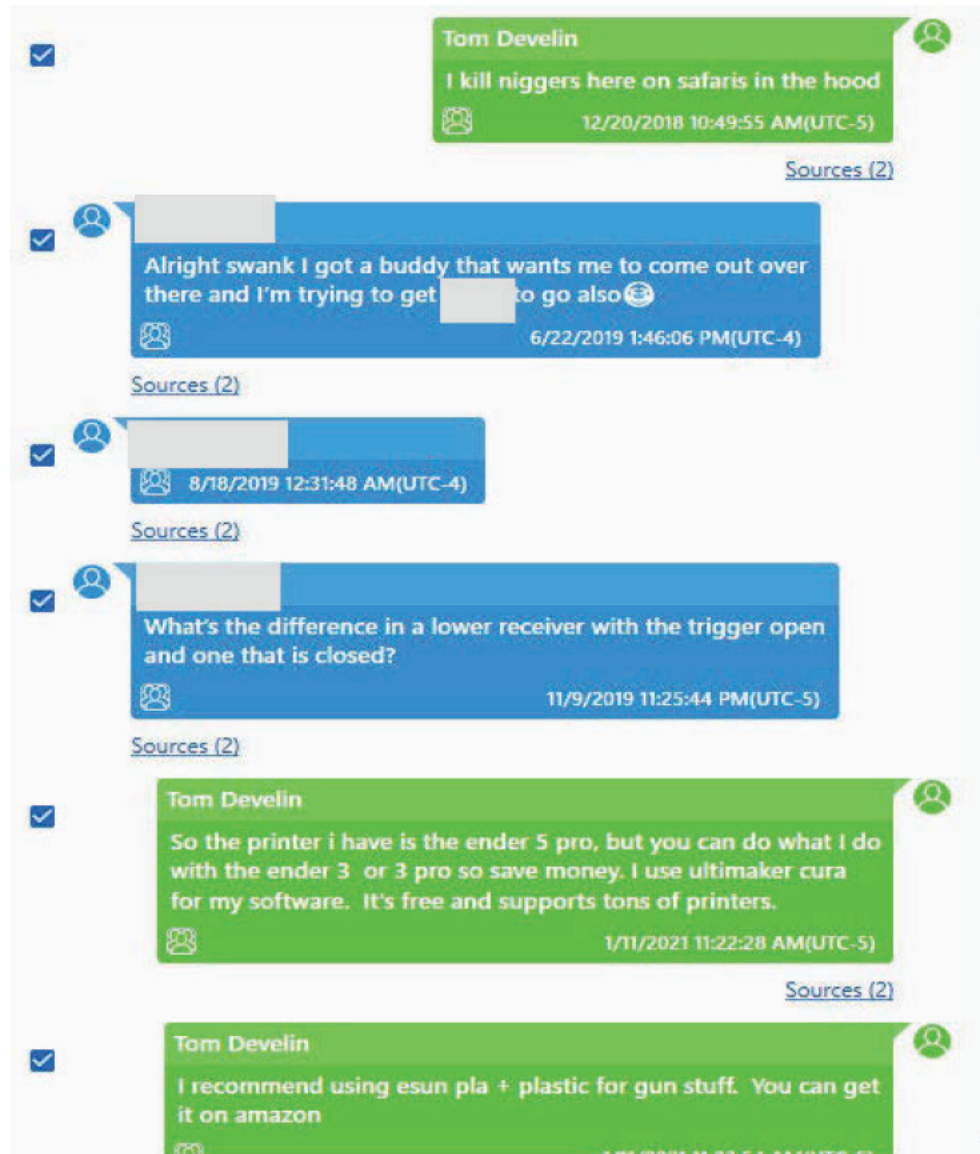 Tom Develin
I kill niggers here on safaris in the hood
12/20/2018 10:49:55 AM(UTC-5)
Sources (2)
Alright swank I got a buddy that wants me to come out over
there and I'm trying to get to go also😂
6/22/2019 1:46:06 PM(UTC-4)
Sources (2)
8/18/2019 12:31:48 AM(UTC-4)
Sources (2)
What's the difference in a lower receiver with the trigger open
and one that is closed?
11/9/2019 11:25:44 PM(UTC-5)
Sources (2)
Tom Develin
So the printer i have is the ender 5 pro, but you can do what I do
with the ender 3 or 3 pro so save money. I use ultimaker cura
for my software. It's free and supports tons of printers.
1/11/2021 11:22:28 AM(UTC-5)
Sources (2)
Tom Develin
I recommend using esun pla + plastic for gun stuff. You can get
it on amazon